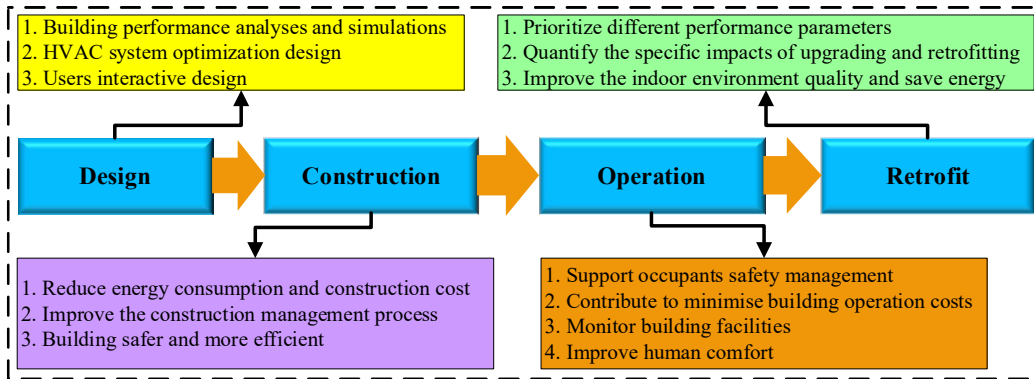 1. Building performance analyses and simulations
2. HVAC system optimization design
3. Users interactive design
1. Prioritize different performance parameters
2. Quantify the specific impacts of upgrading and retrofitting
3. Improve the indoor environment quality and save energy
Design
Construction
Operation
Retrofit
1. Reduce energy consumption and construction cost
2. Improve the construction management process
3. Building safer and more efficient
1. Support occupants safety management
2. Contribute to minimise building operation costs
3. Monitor building facilities
4. Improve human comfort